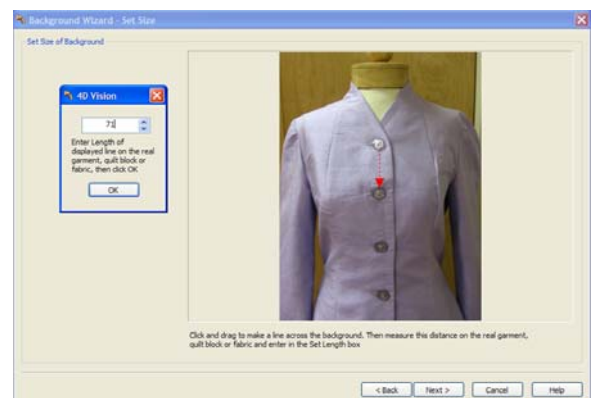 Background Wizard - Set Size
Set Size of Background
4D Vision
71
Enter Length of
displayed line on the real
garment, quilt block or
fabric, then click OK
OK
Click and drag to make a line across the background. Then measure this distance on the real garment,
quilt block or fabric and enter in the Set Length box
< Back
Next >
Cancel
Help